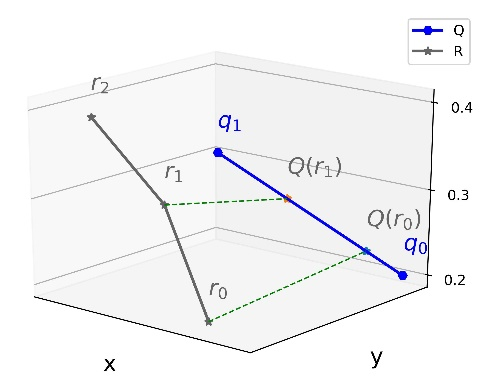 Q
R
r₂
q₁
r₁
Q(r₁)
Q(r₀)
q₀
r₀
0.4
0.3
0.2
x
y